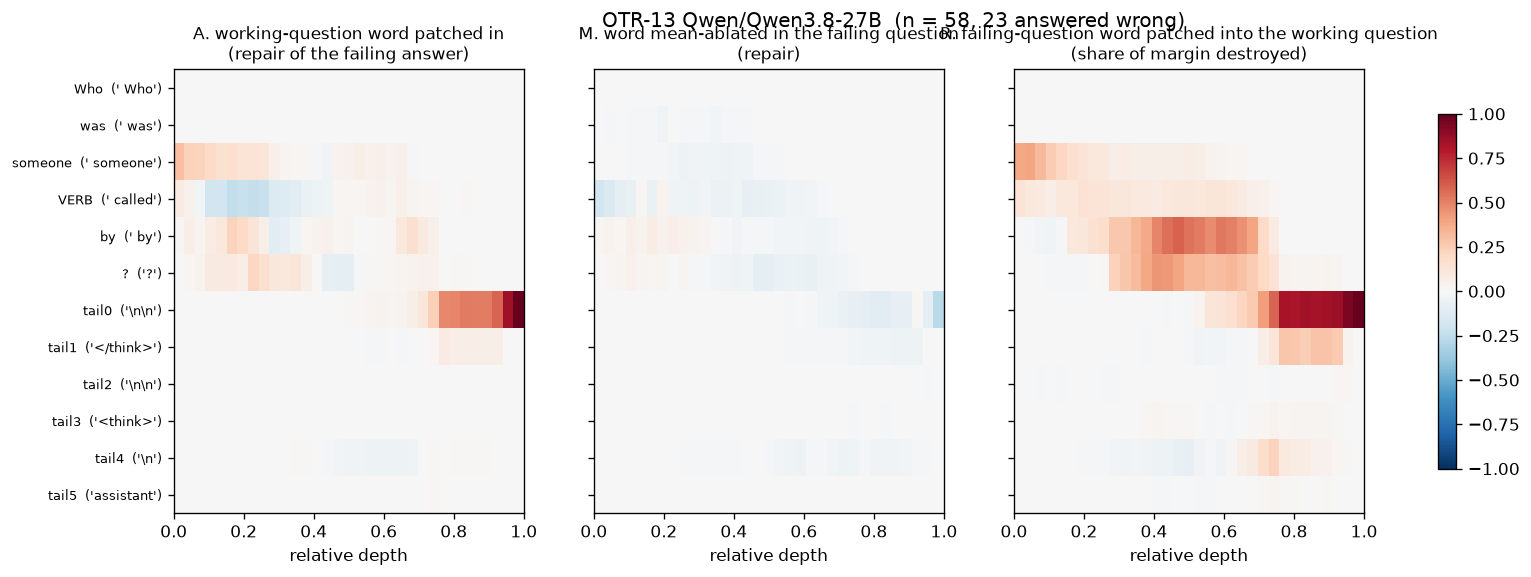 OTR-13 Qwen/Qwen3.8-27B  (n = 58, 23 answered wrong)
A. working-question word patched in
(repair of the failing answer)
M. word mean-ablated in the failing question
(repair)
failing-question word patched into the working question
(share of margin destroyed)
Who  (' Who')
was  (' was')
someone  (' someone')
VERB  (' called')
by  (' by')
?  ('?')
tail0  ('\n\n')
tail1  ('</think>')
tail2  ('\n\n')
tail3  ('<think>')
tail4  ('\n')
tail5  ('assistant')
0.0 0.2 0.4 0.6 0.8 1.0
relative depth
0.0 0.2 0.4 0.6 0.8 1.0
relative depth
0.0 0.2 0.4 0.6 0.8 1.0
relative depth
1.00
0.75
0.50
0.25
0.00
−0.25
−0.50
−0.75
−1.00